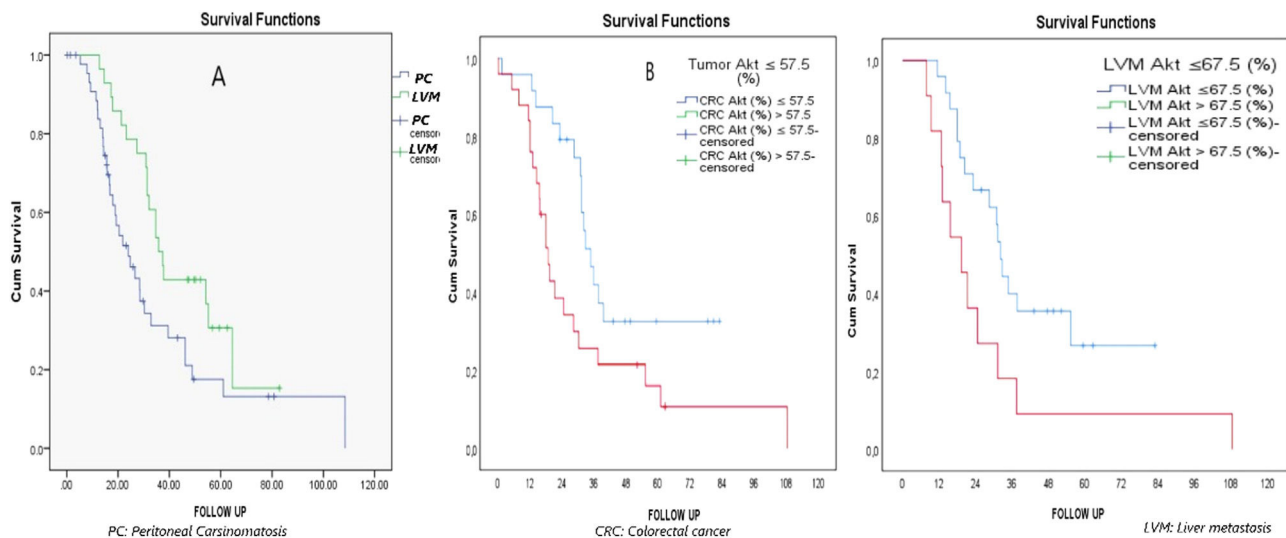 Survival Functions
A
PC
LVM
PC
censored
LVM
censo
1,0
0,8
0,6
0,4
0,2
0,0
Cum Survival
.00 20.00 40.00 60.00 80.00 100.00 120.00
FOLLOW UP
PC: Peritoneal Carsinomatosis
Survival Functions
B
Tumor Akt ≤ 57.5
(%)
CRC Akt (%) ≤ 57.5
CRC Akt (%) > 57.5
CRC Akt (%) ≤ 57.5-
censored
CRC Akt (%) > 57.5-
censored
1,0
0,8
0,6
0,4
0,2
0,0
Cum Survival
0 12 24 36 48 60 72 84 96 108 120
FOLLOW UP
CRC: Colorectal cancer
Survival Functions
LVM Akt ≤67.5 (%)
LVM Akt ≤67.5 (%)
LVM Akt > 67.5 (%)
LVM Akt ≤67.5 (%)-
censored
LVM Akt > 67.5 (%)-
censored
1,0
0,8
0,6
0,4
0,2
0,0
Cum Survival
0 12 24 36 48 60 72 84 96 108 120
FOLLOW UP
LVM: Liver metastasis